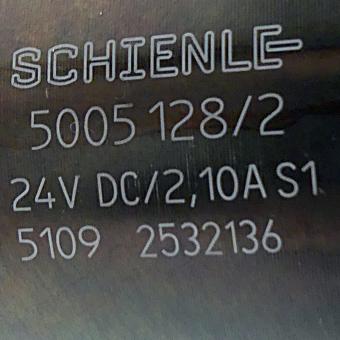 SCHIENLE
5005 128/2
24V DC/2,10A S1
5109 2532136